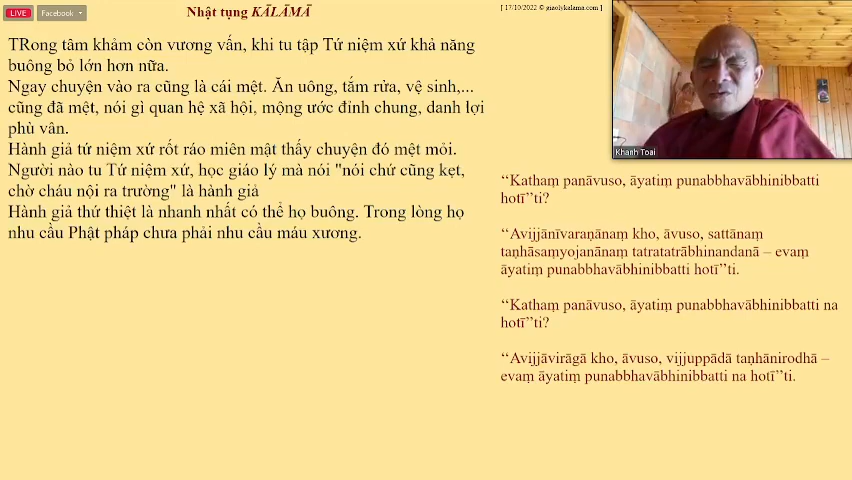 LIVE
Facebook
Nhật tụng KĀLĀMĀ
[ 17/10/2022 © giaolykalama.com ]
TRong tâm khảm còn vương vấn, khi tu tập Tứ niệm xứ khả năng
buông bỏ lớn hơn nữa.
Ngay chuyện vào ra cũng là cái mệt. Ăn uông, tắm rửa, vệ sinh,...
cũng đã mệt, nói gì quan hệ xã hội, mộng ước đỉnh chung, danh lợi
phù vân.
Hành giả tứ niệm xứ rốt ráo miên mật thấy chuyện đó mệt mỏi.
Người nào tu Tứ niệm xứ, học giáo lý mà nói "nói chứ cũng kẹt,
chờ cháu nội ra trường" là hành giả
Hành giả thứ thiệt là nhanh nhất có thể họ buông. Trong lòng họ
nhu cầu Phật pháp chưa phải nhu cầu máu xương.
Khanh Toai
“Kathaṃ panāvuso, āyatiṃ punabbhavābhinibbatti
hotī”ti?
“Avijjānīvaraṇānaṃ kho, āvuso, sattānaṃ
taṇhāsaṃyojanānaṃ tatratatrābhinandanā – evaṃ
āyatiṃ punabbhavābhinibbatti hotī”ti.
“Kathaṃ panāvuso, āyatiṃ punabbhavābhinibbatti na
hotī”ti?
“Avijjāvirāgā kho, āvuso, vijjuppādā taṇhānirodhā –
evaṃ āyatiṃ punabbhavābhinibbatti na hotī”ti.